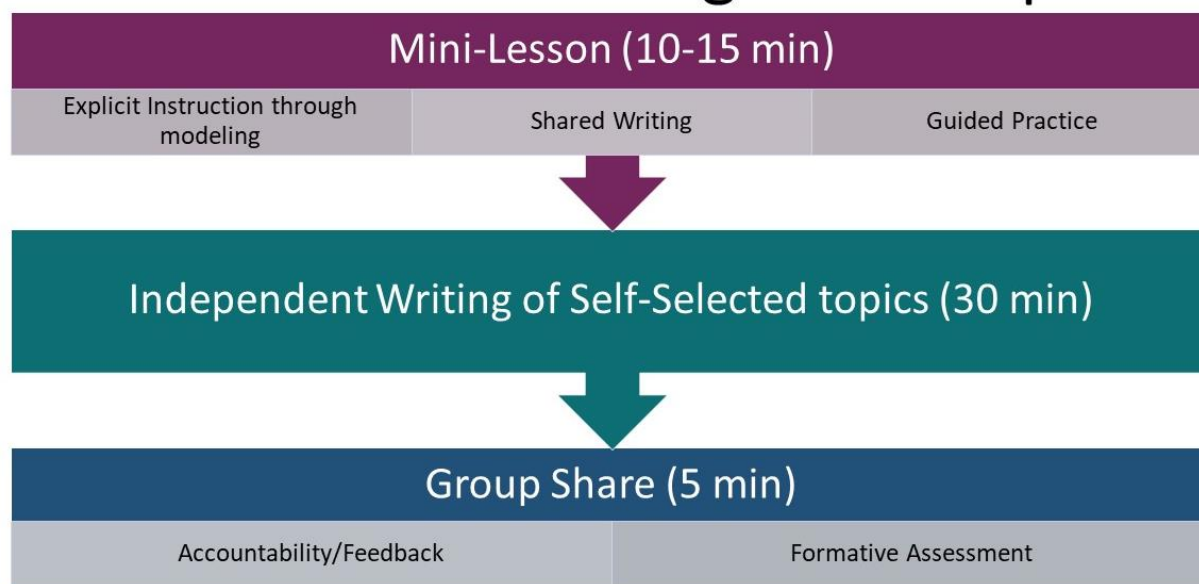 Mini-Lesson (10-15 min)
Explicit Instruction through
modeling
Shared Writing
Guided Practice
Independent Writing of Self-Selected topics (30 min)
Group Share (5 min)
Accountability/Feedback
Formative Assessment